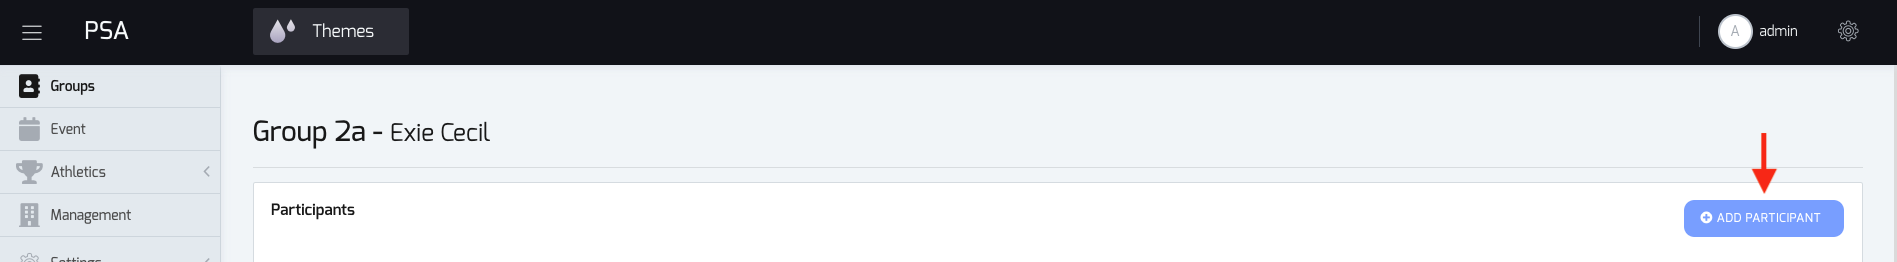 PSA
Themes
A
admin
Groups
Event
Athletics
Management
Settings
Group 2a - Exie Cecil
Participants
ADD PARTICIPANT